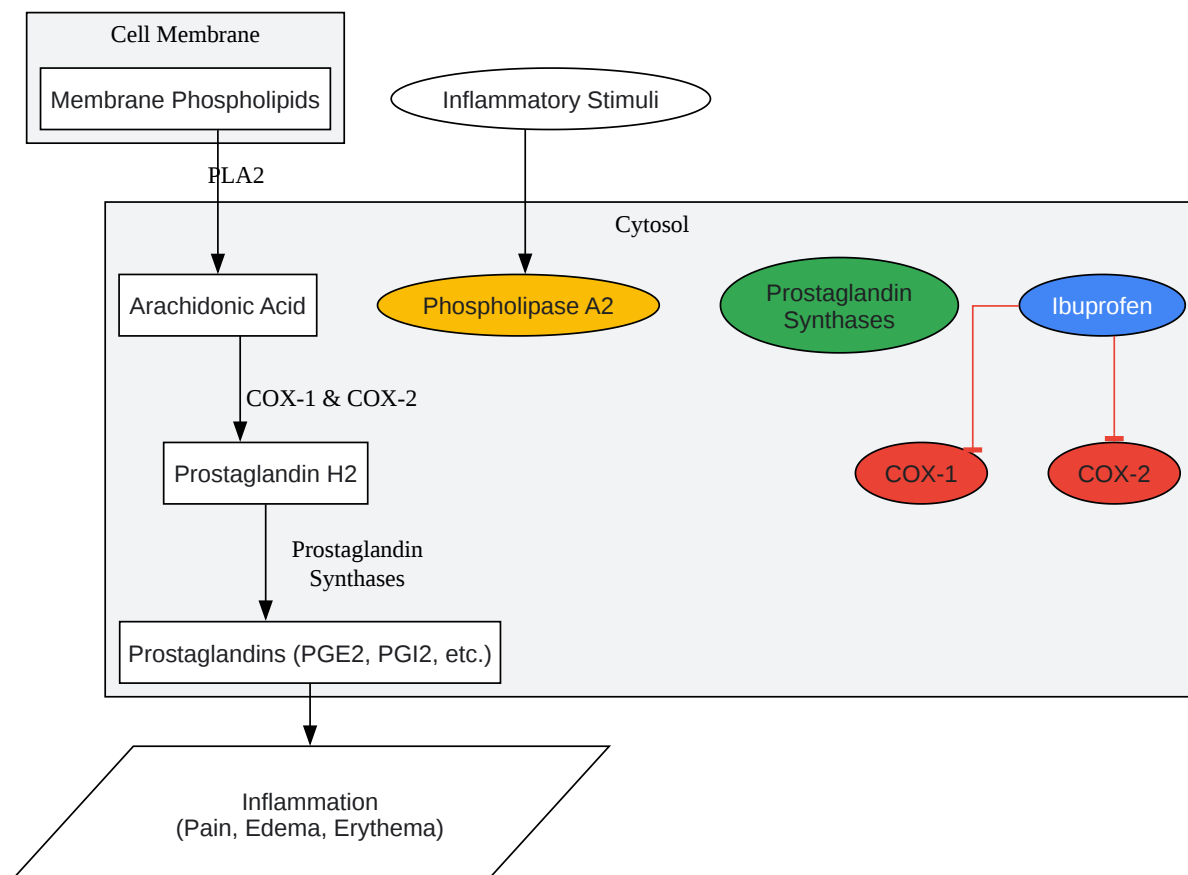 Cell Membrane
Membrane Phospholipids
Inflammatory Stimuli
PLA2
Cytosol
Arachidonic Acid
Phospholipase A2
Prostaglandin
Synthases
Ibuprofen
COX-1 & COX-2
Prostaglandin H2
COX-1
COX-2
Prostaglandin
Synthases
Prostaglandins (PGE2, PGI2, etc.)
Inflammation
(Pain, Edema, Erythema)